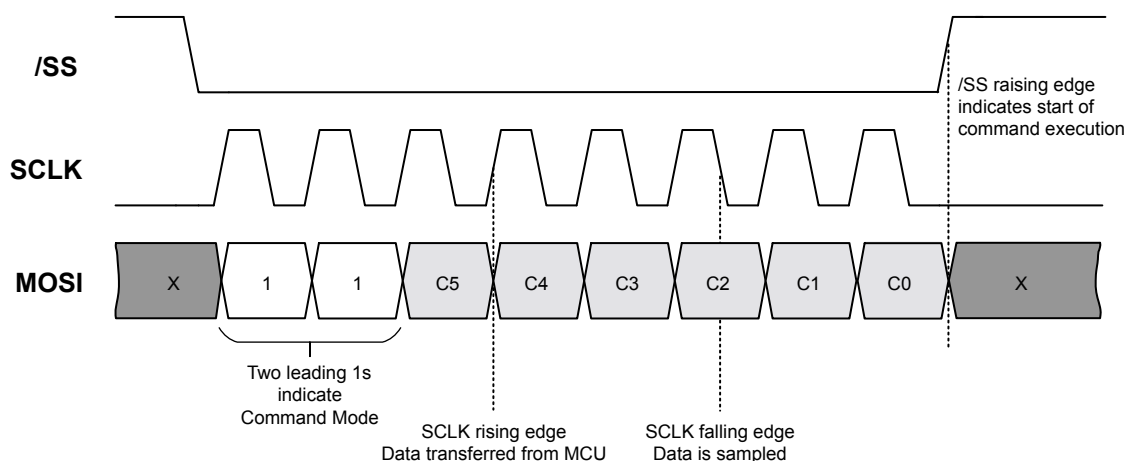 /SS
/SS raising edge
indicates start of
command execution
SCLK
MOSI
X 1 1 C5 C4 C3 C2 C1 C0 X
Two leading 1s
indicate
Command Mode
SCLK rising edge
Data transferred from MCU
SCLK falling edge
Data is sampled